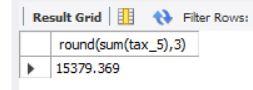 Result Grid Filter Rows:
round(sum(tax_5),3)
15379.369